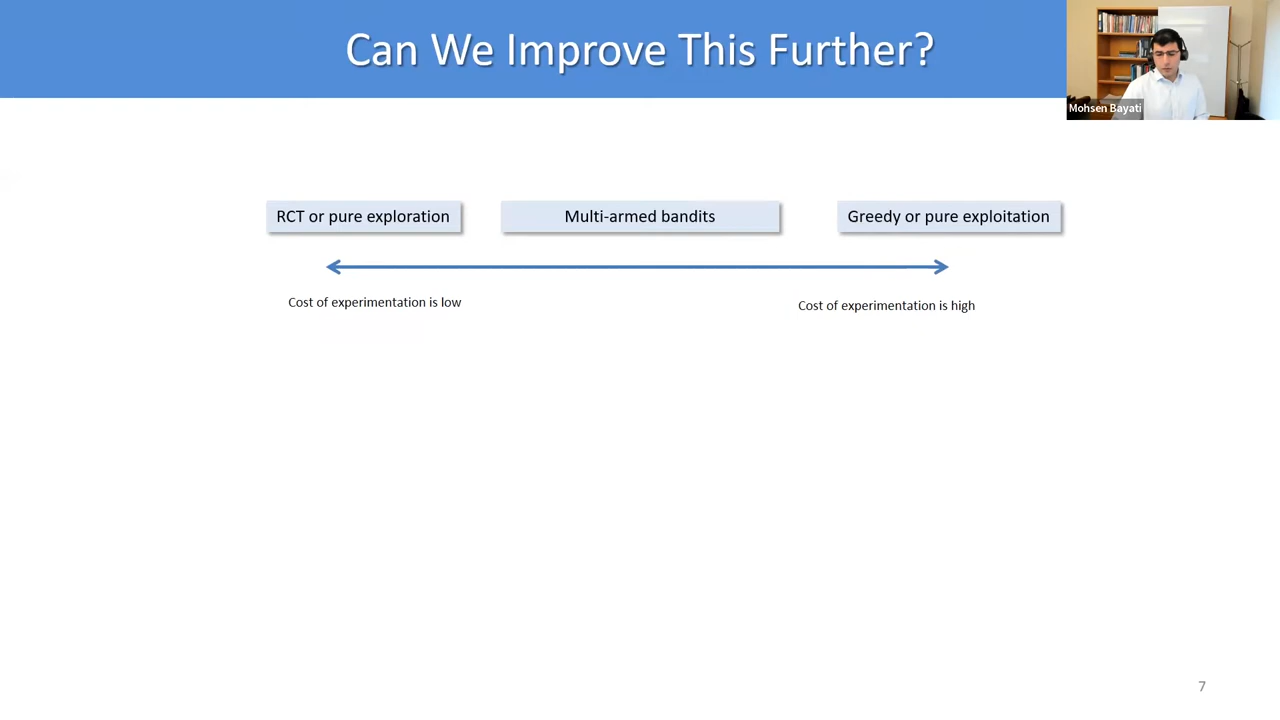 Can We Improve This Further?
Mohsen Bayati
RCT or pure exploration
Multi-armed bandits
Greedy or pure exploitation
Cost of experimentation is low
Cost of experimentation is high
7